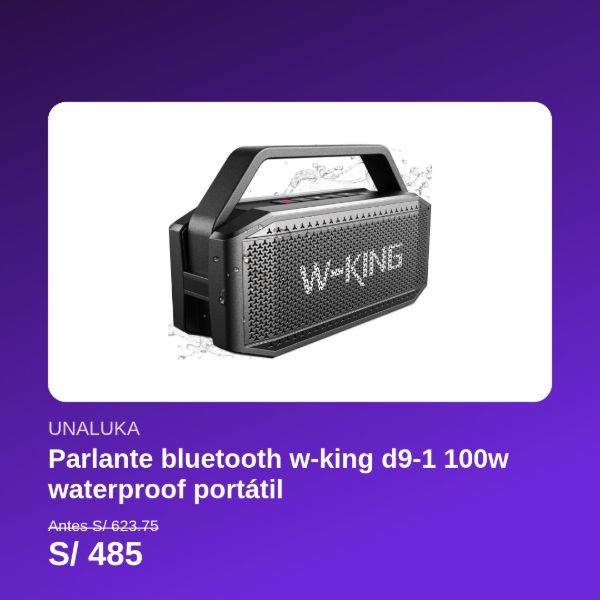 W-KING
UNALUKA
Parlante bluetooth w-king d9-1 100w
waterproof portátil
Antes S/ 623.75
S/ 485